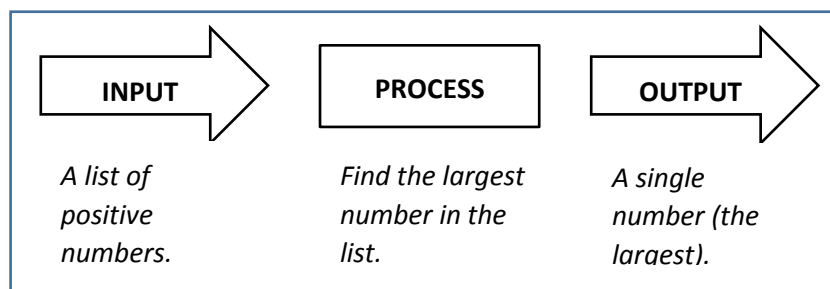 INPUT
PROCESS
OUTPUT
A list of
positive
numbers.
Find the largest
number in the
list.
A single
number (the
largest).